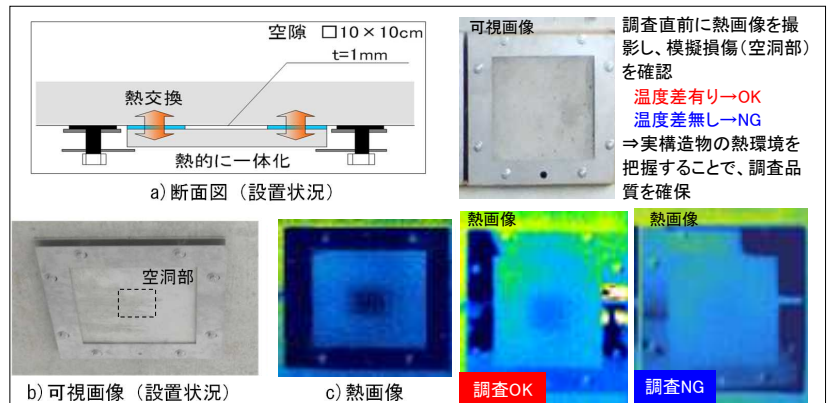 空隙 □10×10cm
t=1mm
熱交換
熱的に一体化
a)断面図（設置状況）
可視画像
調査直前に熱画像を撮
影し、模擬損傷(空洞部)
を確認
温度差有り→OK
温度差無し→NG
⇒実構造物の熱環境を
把握することで、調査品
質を確保
空洞部
b)可視画像（設置状況）
c)熱画像
熱画像
調査OK
熱画像
調査NG